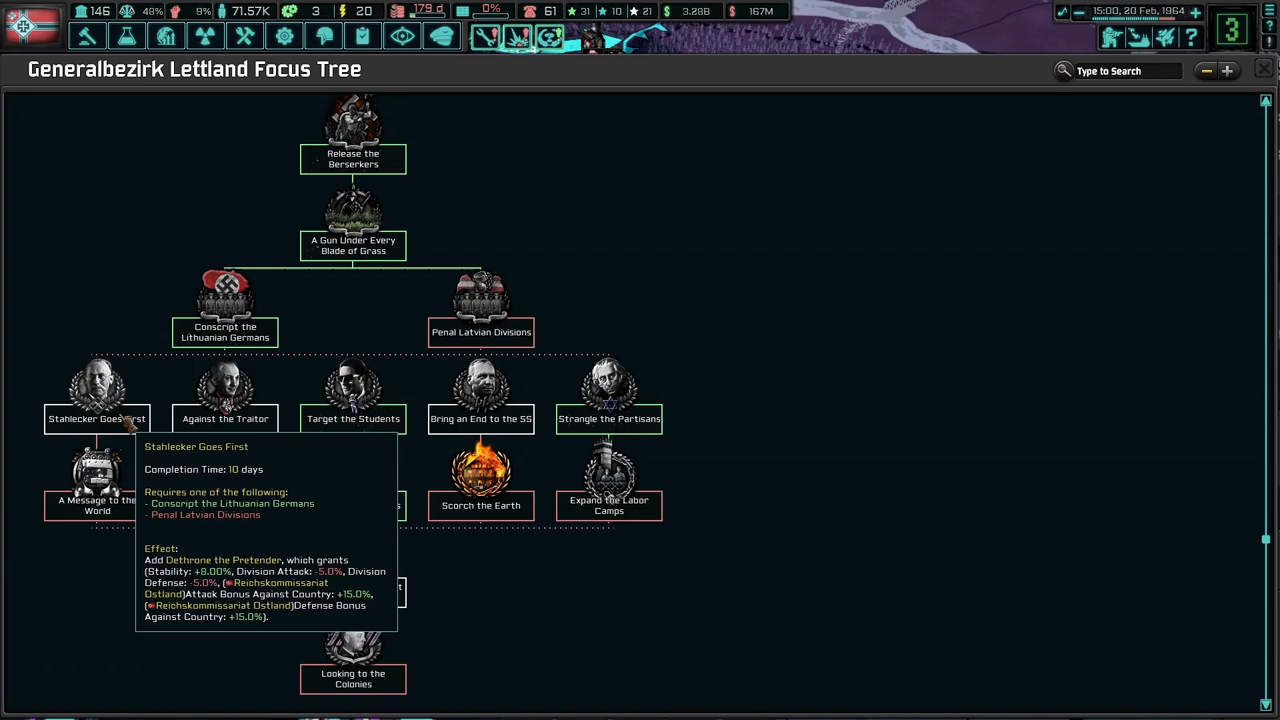 146 48% 9% 71.57K 3 20 179 d 0% 61 31 10 21 3.288 167M
15:00, 20 Feb, 1964
3
Generalbezirk Lettland Focus Tree
Type to Search
Release the
Berserkers
A Gun Under Every
Blade of Grass
Conscript the
Lithuanian Germans
Penal Latvian Divisions
Stahlecker Goes First
Against the Traitor
Target the Students
Bring an End to the SS
Strangle the Partisans
A Message to the
World
Scorch the Earth
Expand the Labor
Camps
Stahlecker Goes First
Completion Time: 10 days
Requires one of the following:
- Conscript the Lithuanian Germans
- Penal Latvian Divisions
Effect:
Add Dethrone the Pretender, which grants
(Stability: +8.00%, Division Attack: -5.0%, Division
Defense: -5.0%, (Reichskommissariat
Ostland)Attack Bonus Against Country: +15.0%,
(Reichskommissariat Ostland)Defense Bonus
Against Country: +15.0%).
Looking to the
Colonies